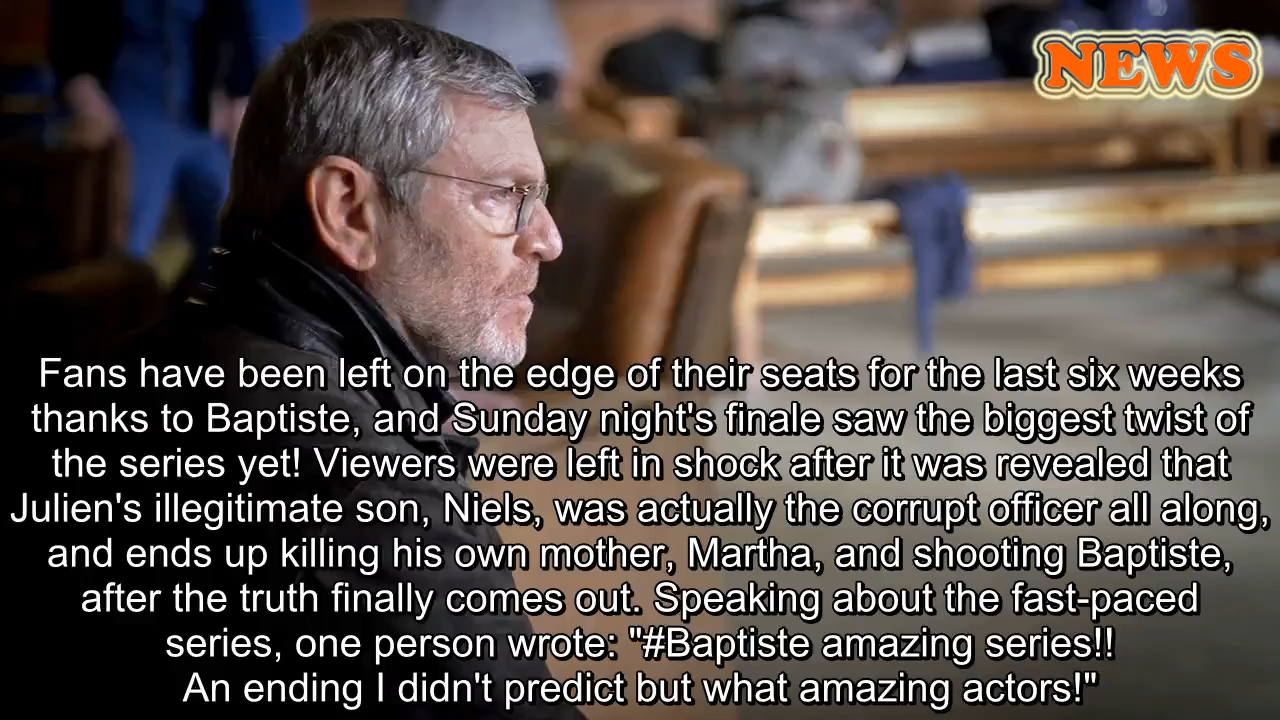 NEWS
Fans have been left on the edge of their seats for the last six weeks
thanks to Baptiste, and Sunday night's finale saw the biggest twist of
the series yet! Viewers were left in shock after it was revealed that
Julien's illegitimate son, Niels, was actually the corrupt officer all along,
and ends up killing his own mother, Martha, and shooting Baptiste,
after the truth finally comes out. Speaking about the fast-paced
series, one person wrote: "#Baptiste amazing series!!
An ending I didn't predict but what amazing actors!"